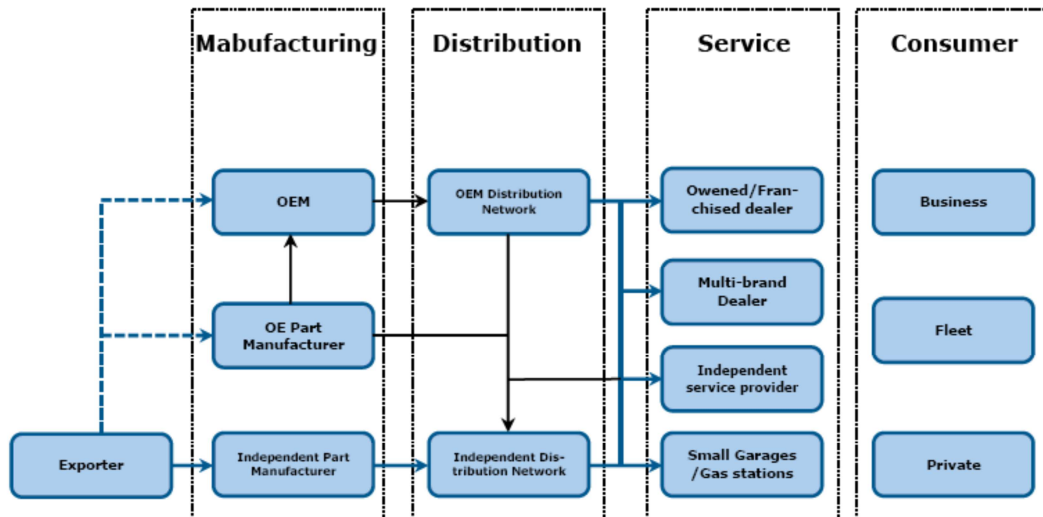 Mabufacturing
Distribution
Service
Consumer
OEM
OEM Distribution
Network
Owened/Fran-
chised dealer
Business
Multi-brand
Dealer
OE Part
Manufacturer
Fleet
Independent
service provider
Exporter
Independent Part
Manufacturer
Independent Dis-
tribution Network
Small Garages
/Gas stations
Private